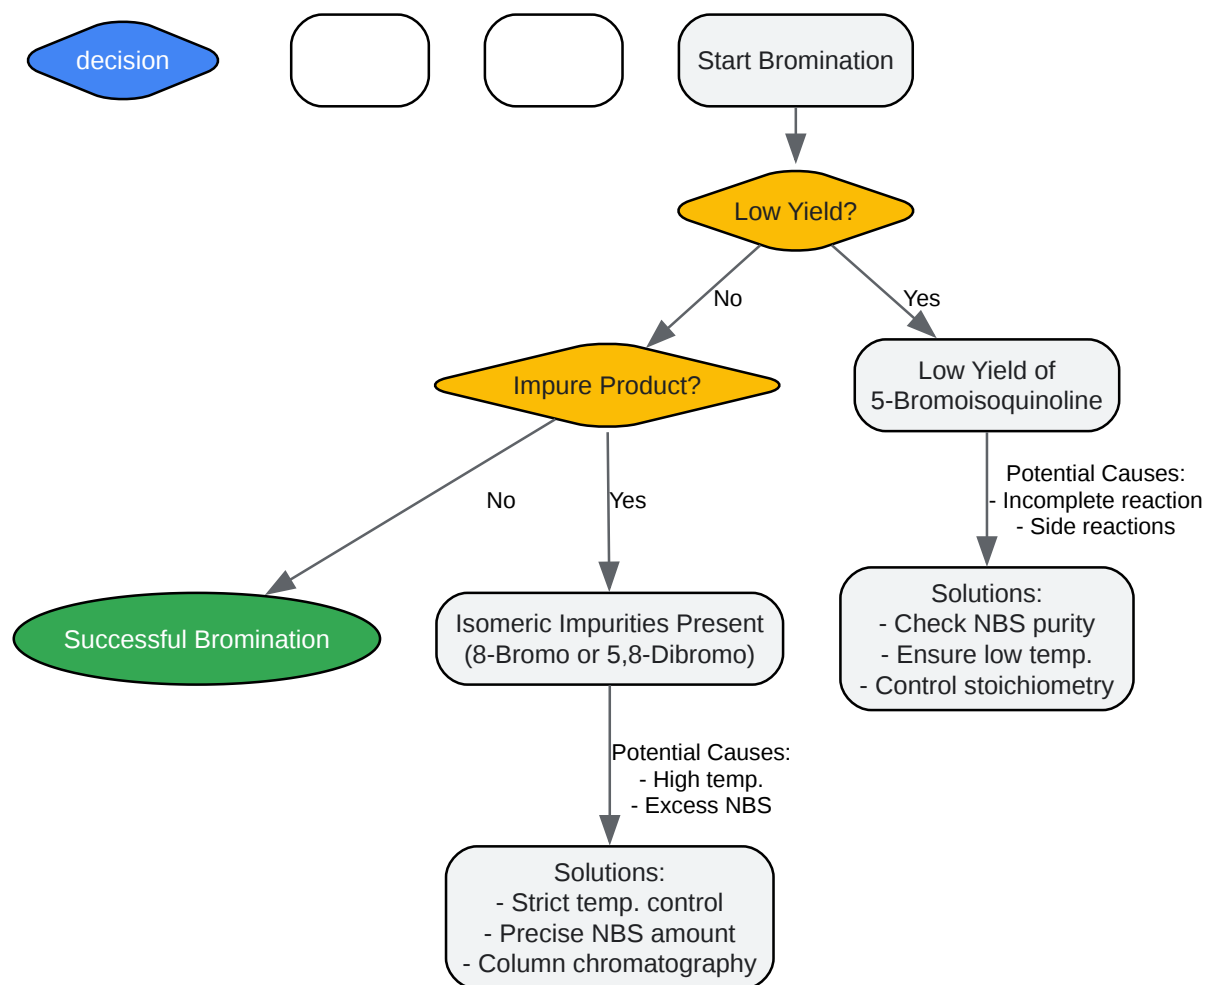 decision
Start Bromination
Low Yield?
No
Yes
Impure Product?
Low Yield of
5-Bromoisoquinoline
No
Yes
Potential Causes:
- Incomplete reaction
- Side reactions
Successful Bromination
Isomeric Impurities Present
(8-Bromo or 5,8-Dibromo)
Solutions:
- Check NBS purity
- Ensure low temp.
- Control stoichiometry
Potential Causes:
- High temp.
- Excess NBS
Solutions:
- Strict temp. control
- Precise NBS amount
- Column chromatography